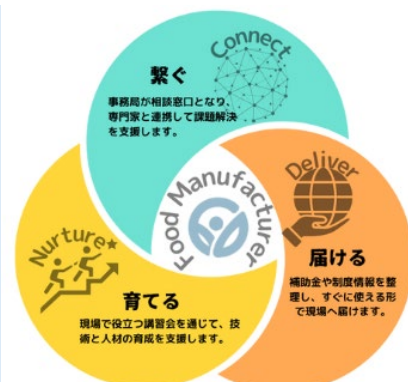 Connect
繋ぐ
事務局が相談窓口となり、
専門家と連携して課題解決
を支援します。
Deliver
届ける
補助金や制度情報を整
理し、すぐに使える形
で現場へ届けます。
Food Manufacturer
Nurture
育てる
現場で役立つ講習会を通じて、技
術と人材の育成を支援します。